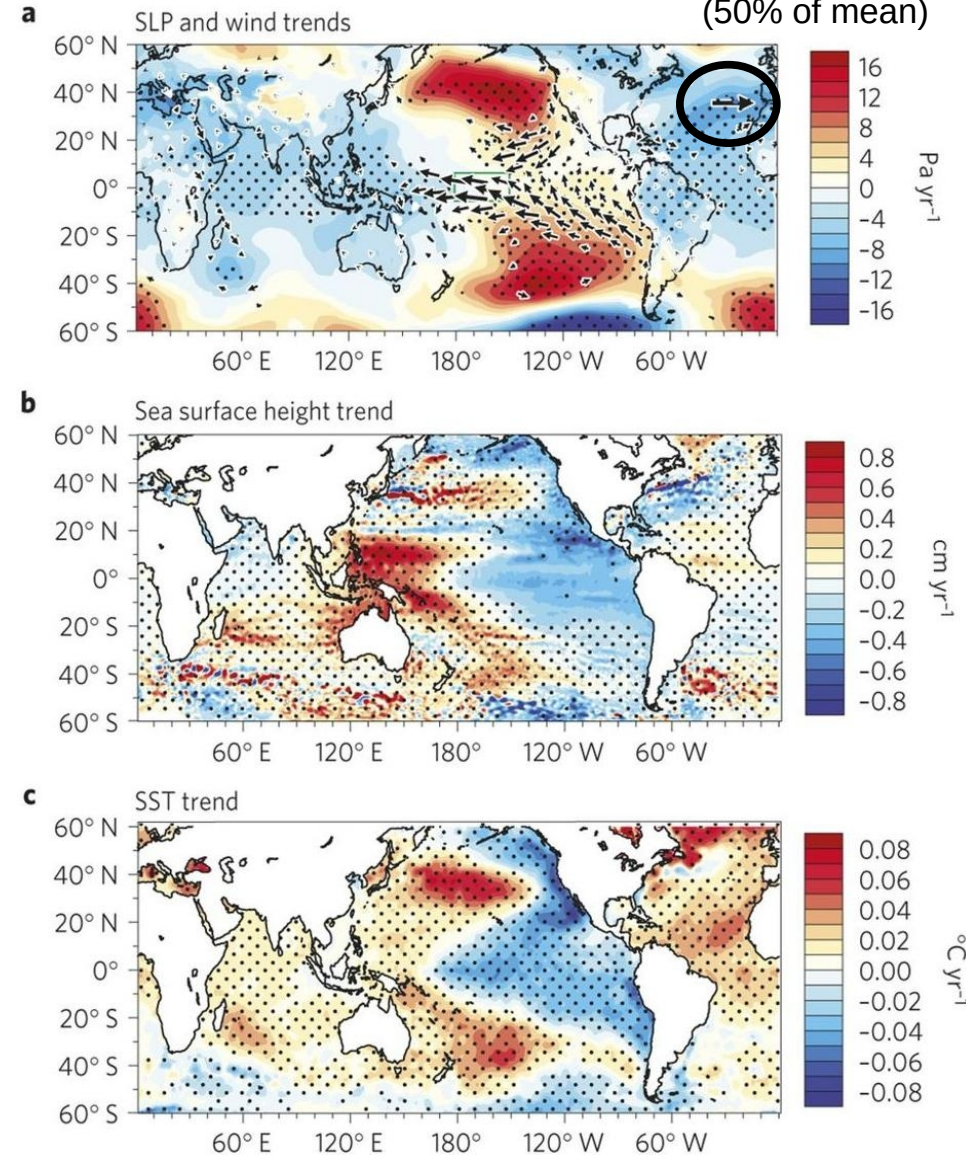 (50% of mean)
a
SLP and wind trends
60° N
40° N
20° N
0°
20° S
40° S
60° S
60° E 120° E 180° 120° W 60° W
16
12
8
4
0
−4
−8
−12
−16
Pa yr⁻¹
b
Sea surface height trend
60° N
40° N
20° N
0°
20° S
40° S
60° S
60° E 120° E 180° 120° W 60° W
0.8
0.6
0.4
0.2
0.0
−0.2
−0.4
−0.6
−0.8
cm yr⁻¹
c
SST trend
60° N
40° N
20° N
0°
20° S
40° S
60° S
60° E 120° E 180° 120° W 60° W
0.08
0.06
0.04
0.02
0.00
−0.02
−0.04
−0.06
−0.08
°C yr⁻¹